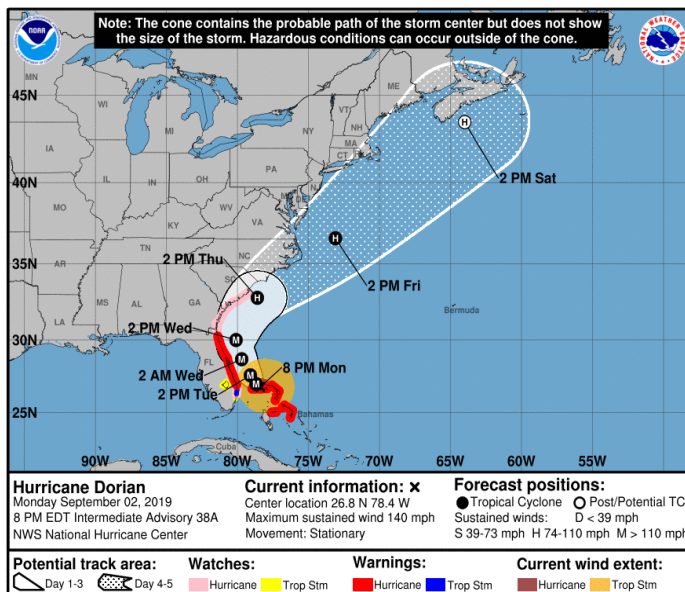 Note: The cone contains the probable path of the storm center but does not show
the size of the storm. Hazardous conditions can occur outside of the cone.
NOAA
NATIONAL WEATHER SERVICE
MN
ME
45N
WI
VT
NH
MI
NY
MA
CT
H
IA
PA
2 PM Sat
40N
IL
IN
OH
NJ
DE
WV
MO
VA
KY
H
2 PM Thu
NC
35N
TN
2 PM Fri
AR
SC
H
MS
AL
GA
Bermuda
2 PM Wed
LA
30N
M
M
FL
8 PM Mon
2 AM Wed
M
M
2 PM Tue
25N
Bahamas
Cuba
90W 85W 80W 75W 70W 65W 60W 55W
Hurricane Dorian
Monday September 02, 2019
8 PM EDT Intermediate Advisory 38A
NWS National Hurricane Center
Current information: ×
Center location 26.8 N 78.4 W
Maximum sustained wind 140 mph
Movement: Stationary
Forecast positions:
Tropical Cyclone Post/Potential TC
Sustained winds: D < 39 mph
S 39-73 mph H 74-110 mph M > 110 mph
Potential track area:
Day 1-3 Day 4-5
Watches:
Hurricane Trop Stm
Warnings:
Hurricane Trop Stm
Current wind extent:
Hurricane Trop Stm